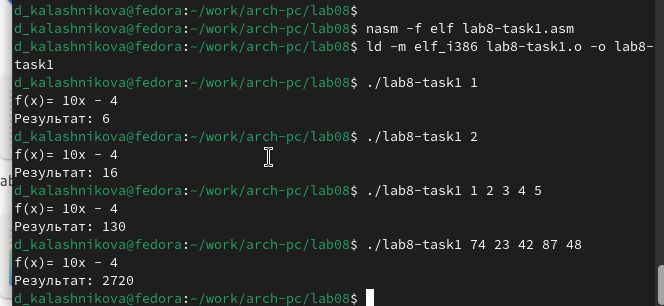 d_kalashnikova@fedora:~/work/arch-pc/lab08$
d_kalashnikova@fedora:~/work/arch-pc/lab08$ nasm -f elf lab8-task1.asm
d_kalashnikova@fedora:~/work/arch-pc/lab08$ ld -m elf_i386 lab8-task1.o -o lab8-
task1
d_kalashnikova@fedora:~/work/arch-pc/lab08$ ./lab8-task1 1
f(x)= 10x - 4
Результат: 6
d_kalashnikova@fedora:~/work/arch-pc/lab08$ ./lab8-task1 2
f(x)= 10x - 4
Результат: 16
d_kalashnikova@fedora:~/work/arch-pc/lab08$ ./lab8-task1 1 2 3 4 5
f(x)= 10x - 4
Результат: 130
d_kalashnikova@fedora:~/work/arch-pc/lab08$ ./lab8-task1 74 23 42 87 48
f(x)= 10x - 4
Результат: 2720
d_kalashnikova@fedora:~/work/arch-pc/lab08$